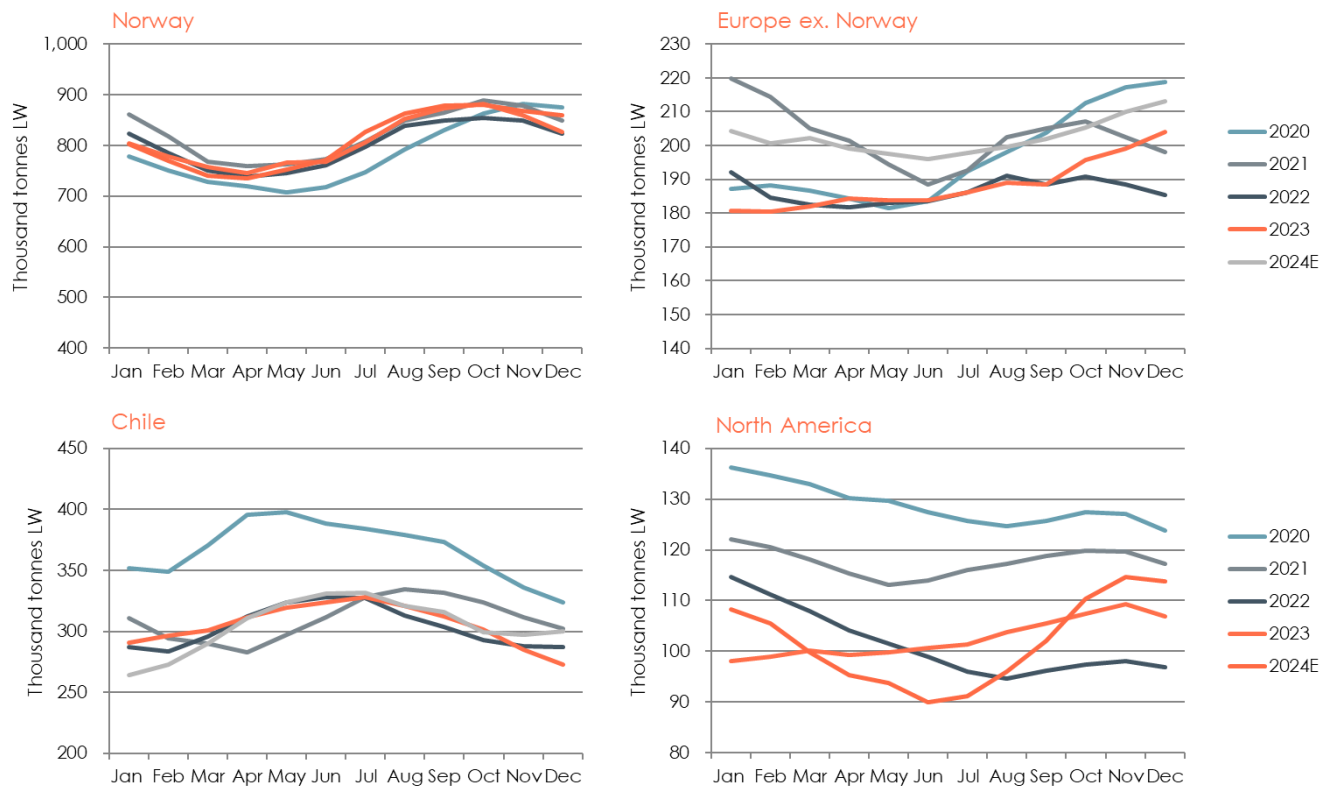 Norway
Thousand tonnes LW
1,000
900
800
700
600
500
400
Jan Feb Mar Apr May Jun Jul Aug Sep Oct Nov Dec
Europe ex. Norway
Thousand tonnes LW
230
220
210
200
190
180
170
160
150
140
Jan Feb Mar Apr May Jun Jul Aug Sep Oct Nov Dec
2020
2021
2022
2023
2024E
Chile
Thousand tonnes LW
450
400
350
300
250
200
Jan Feb Mar Apr May Jun Jul Aug Sep Oct Nov Dec
North America
Thousand tonnes LW
140
130
120
110
100
90
80
Jan Feb Mar Apr May Jun Jul Aug Sep Oct Nov Dec
2020
2021
2022
2023
2024E